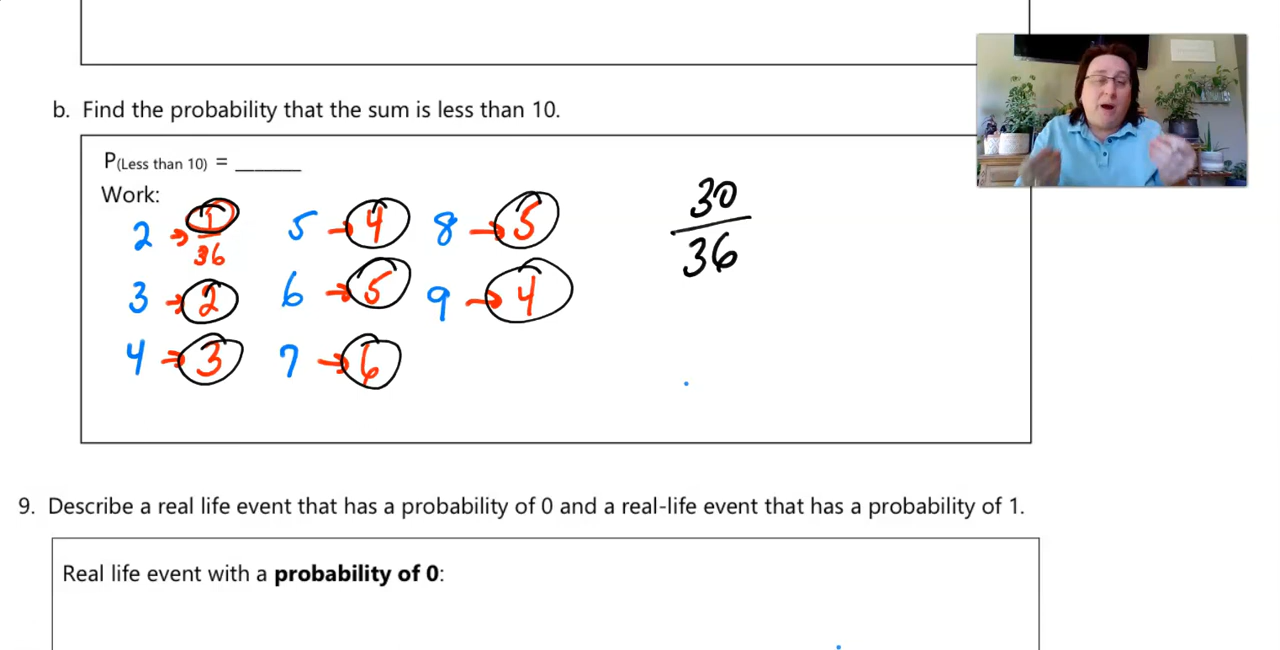 b. Find the probability that the sum is less than 10.
P(Less than 10) = ______
Work:
2 → 1/36 5 → 4 8 → 5
3 → 2 6 → 5 9 → 4
4 → 3 7 → 6
30/36
9. Describe a real life event that has a probability of 0 and a real-life event that has a probability of 1.
Real life event with a probability of 0: